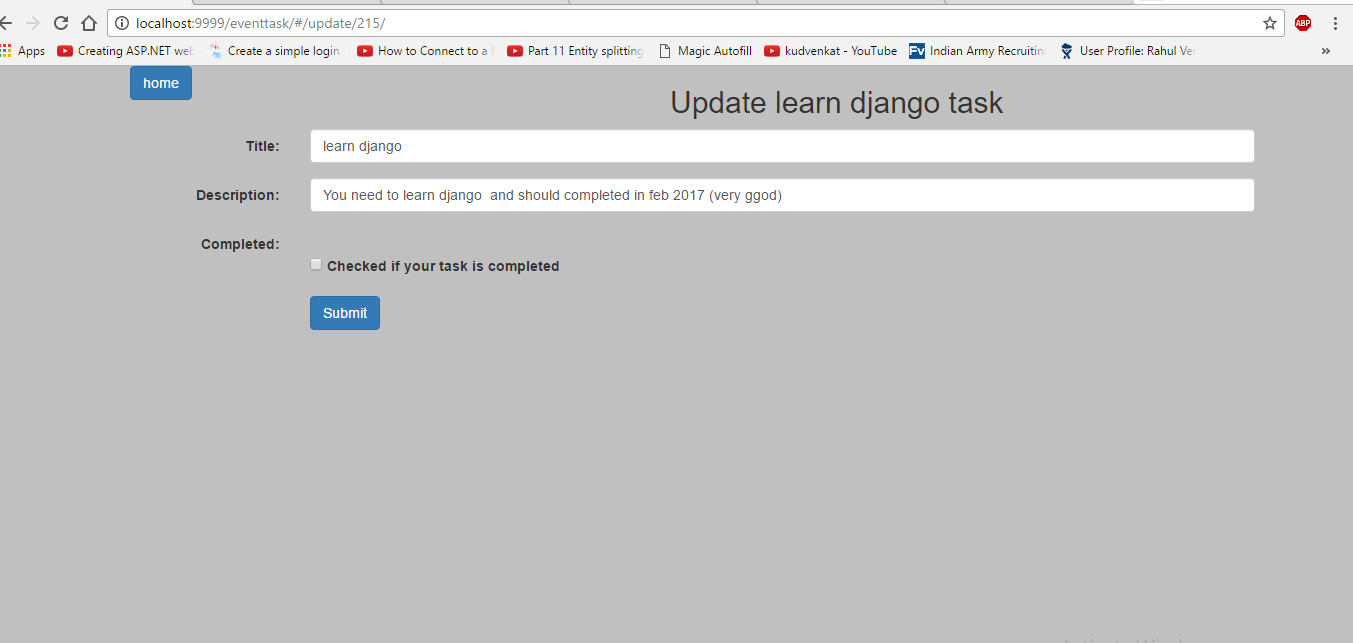 localhost:9999/eventtask/#/update/215/
ABP
Apps Creating ASP.NET web Create a simple login How to Connect to a Part 11 Entity splitting Magic Autofill kudvenkat - YouTube FV Indian Army Recruitin User Profile: Rahul Ver »
home
Update learn django task
Title: learn django
Description: You need to learn django  and should completed in feb 2017 (very ggod)
Completed:
Checked if your task is completed
Submit